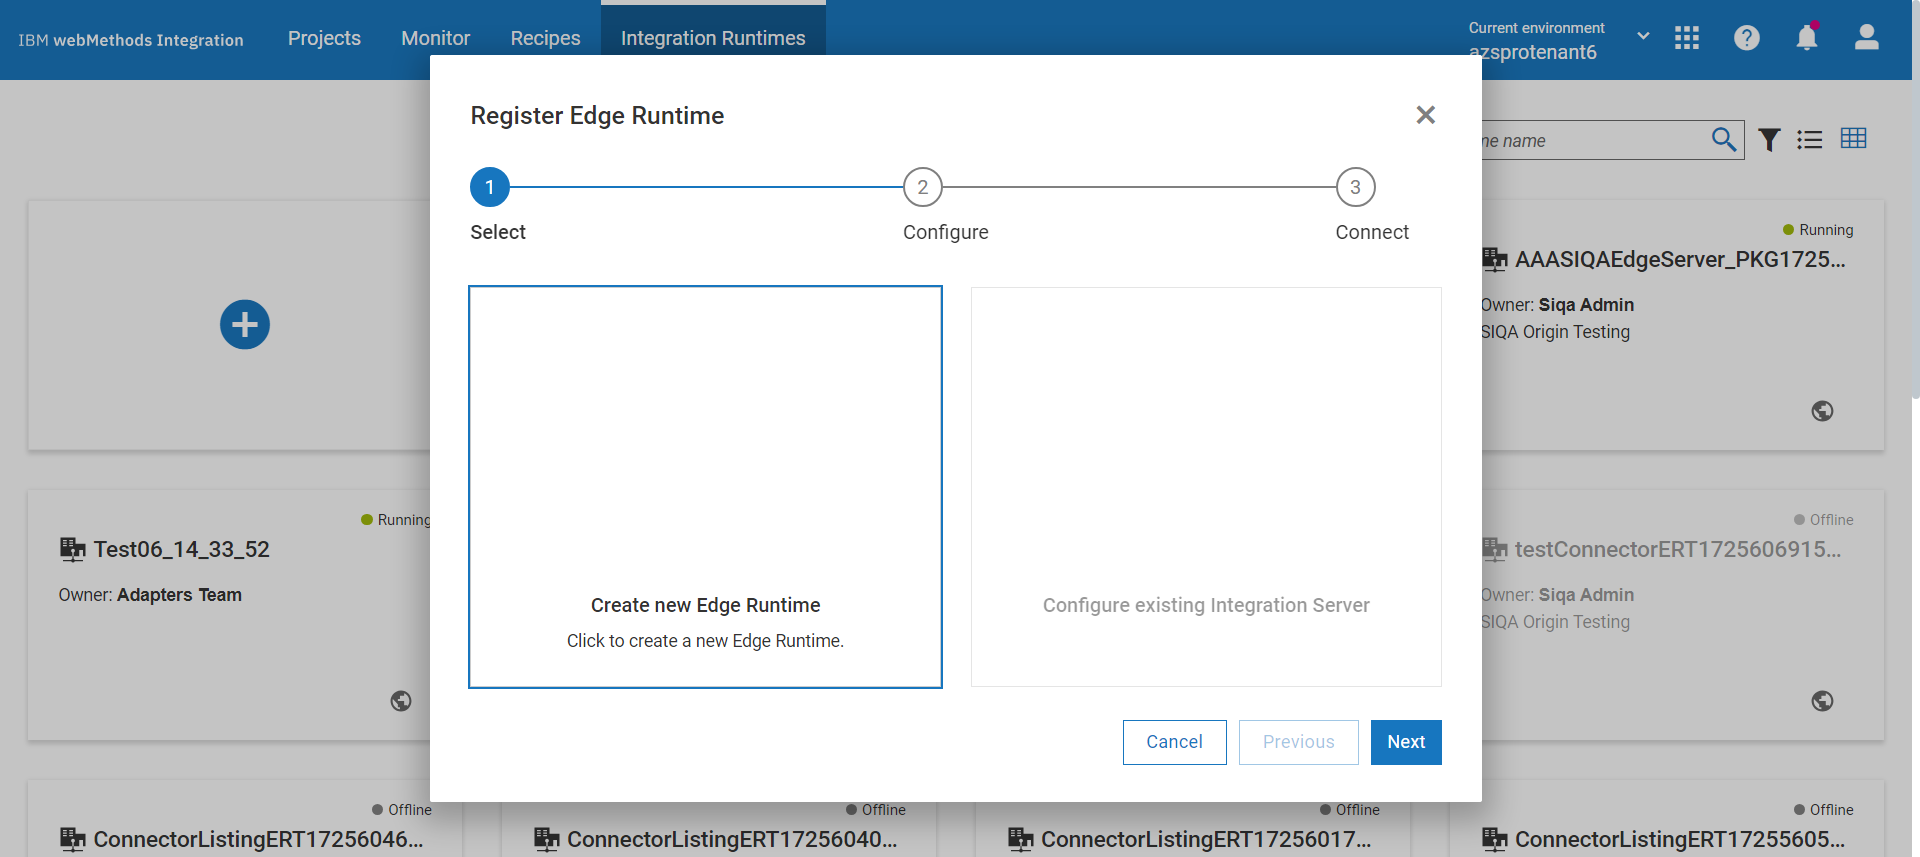 IBM webMethods Integration
Projects
Monitor
Recipes
Integration Runtimes
Current environment
azsprotenant6
?
Register Edge Runtime
1
2
3
Select
Configure
Connect
Create new Edge Runtime
Click to create a new Edge Runtime.
Configure existing Integration Server
Cancel
Previous
Next
name
Running
AAASIQAEdgeServer_PKG1725...
Owner: Siqa Admin
SIQA Origin Testing
Running
Test06_14_33_52
Owner: Adapters Team
Offline
testConnectorERT1725606915...
Owner: Siqa Admin
SIQA Origin Testing
Offline
ConnectorListingERT17256046...
Offline
ConnectorListingERT17256040...
Offline
ConnectorListingERT17256017...
Offline
ConnectorListingERT17255605...